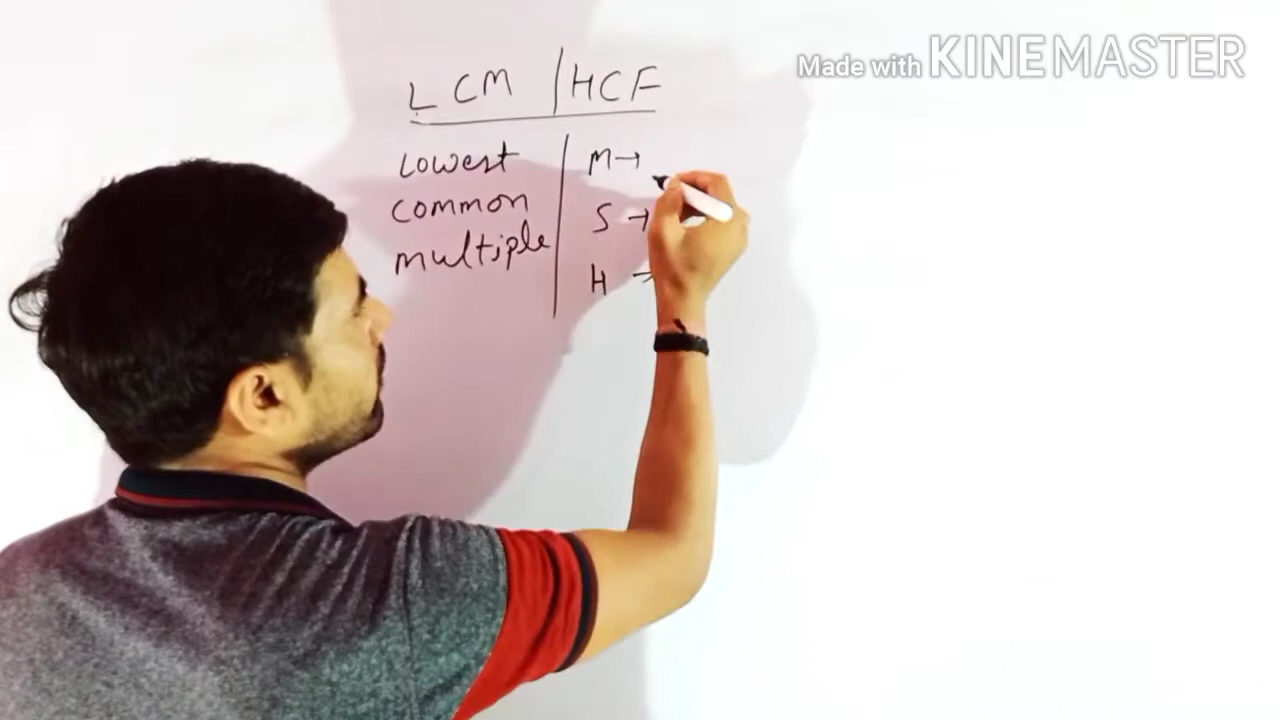 Made with KINEMASTER
LCM / HCF
Lowest
common
multiple
M →
S →
H →